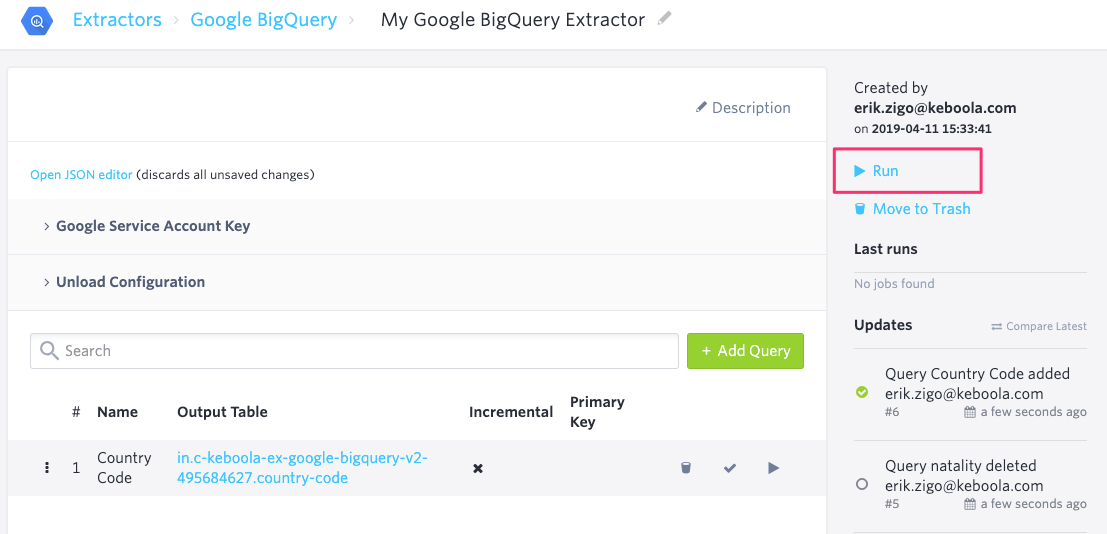 Extractors > Google BigQuery > My Google BigQuery Extractor
Description
Open JSON editor (discards all unsaved changes)
> Google Service Account Key
> Unload Configuration
Search
+ Add Query
# Name Output Table Incremental Primary
Key
1 Country in.c-keboola-ex-google-bigquery-v2-
Code 495684627.country-code
Created by
erik.zigo@keboola.com
on 2019-04-11 15:33:41
Run
Move to Trash
Last runs
No jobs found
Updates Compare Latest
Query Country Code added
erik.zigo@keboola.com
#6 a few seconds ago
Query natality deleted
erik.zigo@keboola.com
#5 a few seconds ago